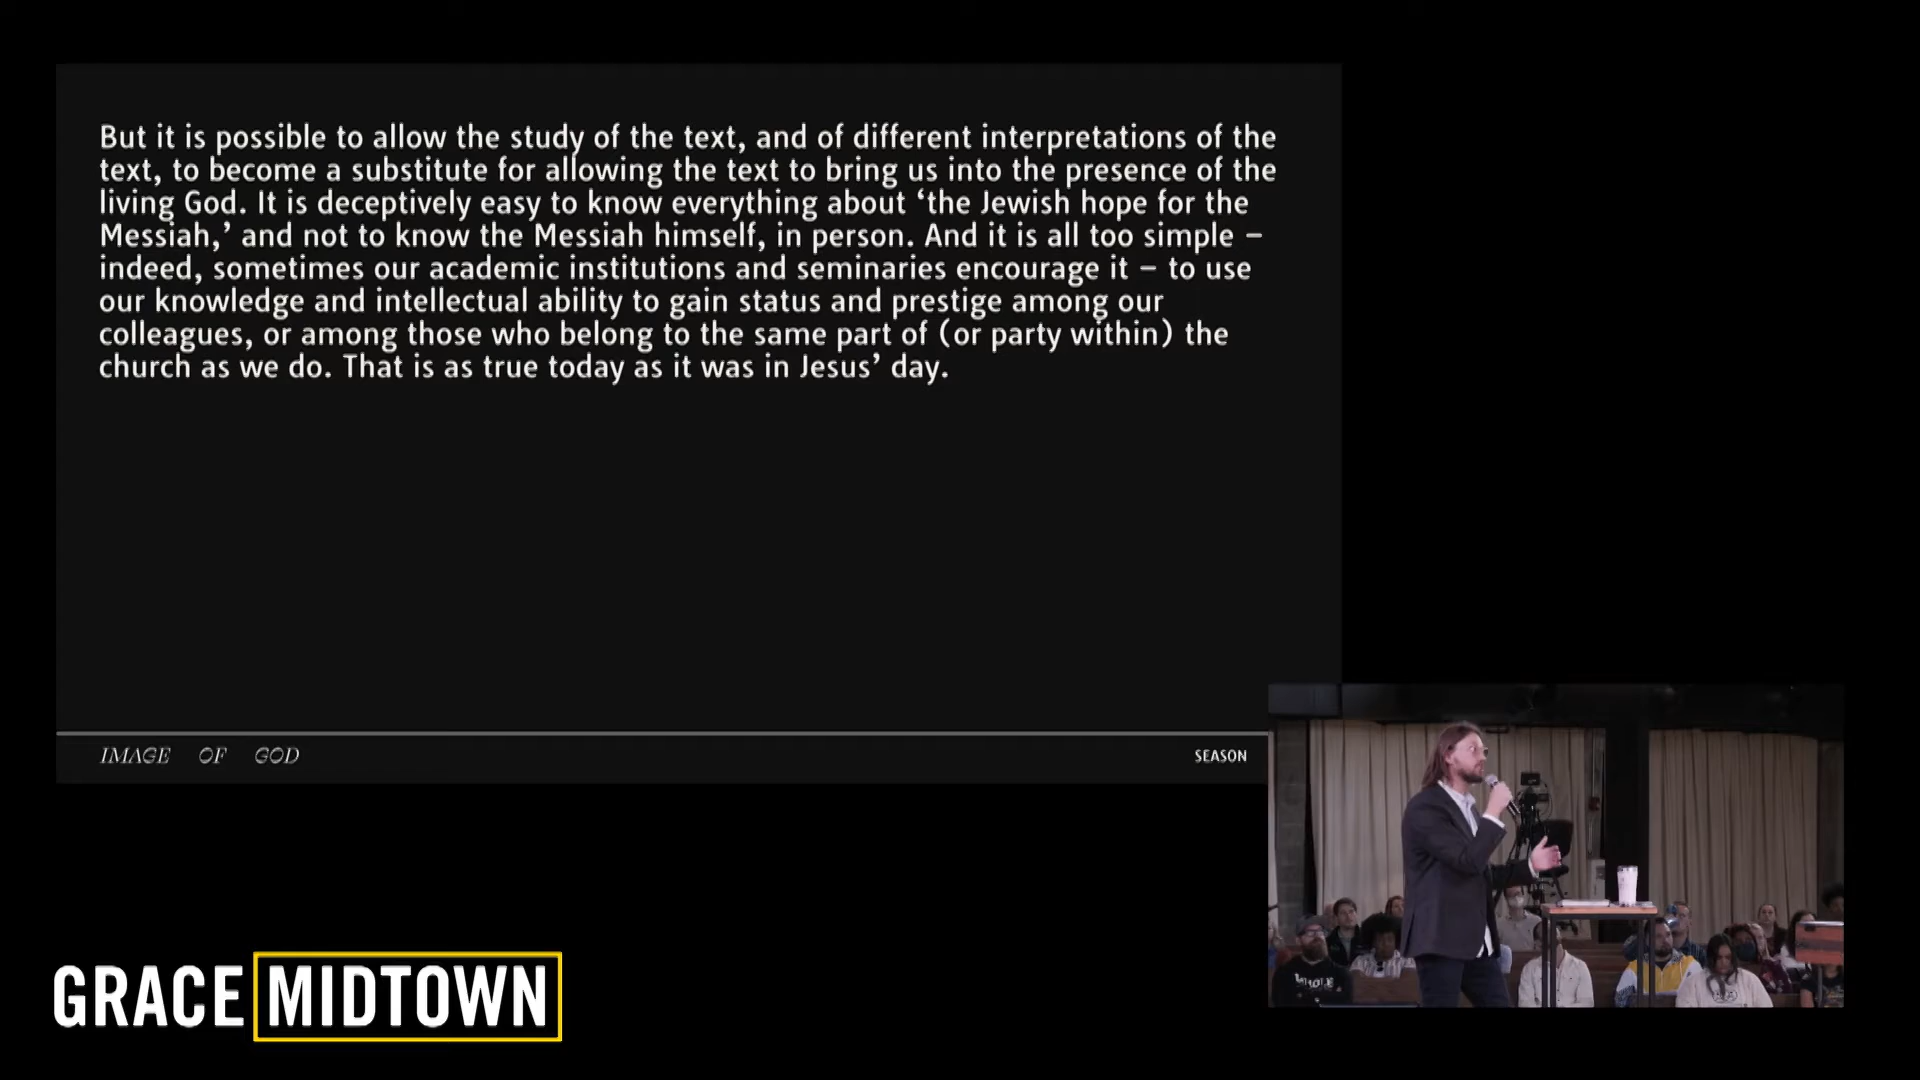 But it is possible to allow the study of the text, and of different interpretations of the
text, to become a substitute for allowing the text to bring us into the presence of the
living God. It is deceptively easy to know everything about ‘the Jewish hope for the
Messiah,’ and not to know the Messiah himself, in person. And it is all too simple –
indeed, sometimes our academic institutions and seminaries encourage it – to use
our knowledge and intellectual ability to gain status and prestige among our
colleagues, or among those who belong to the same part of (or party within) the
church as we do. That is as true today as it was in Jesus’ day.
IMAGE OF GOD
SEASON
GRACE MIDTOWN